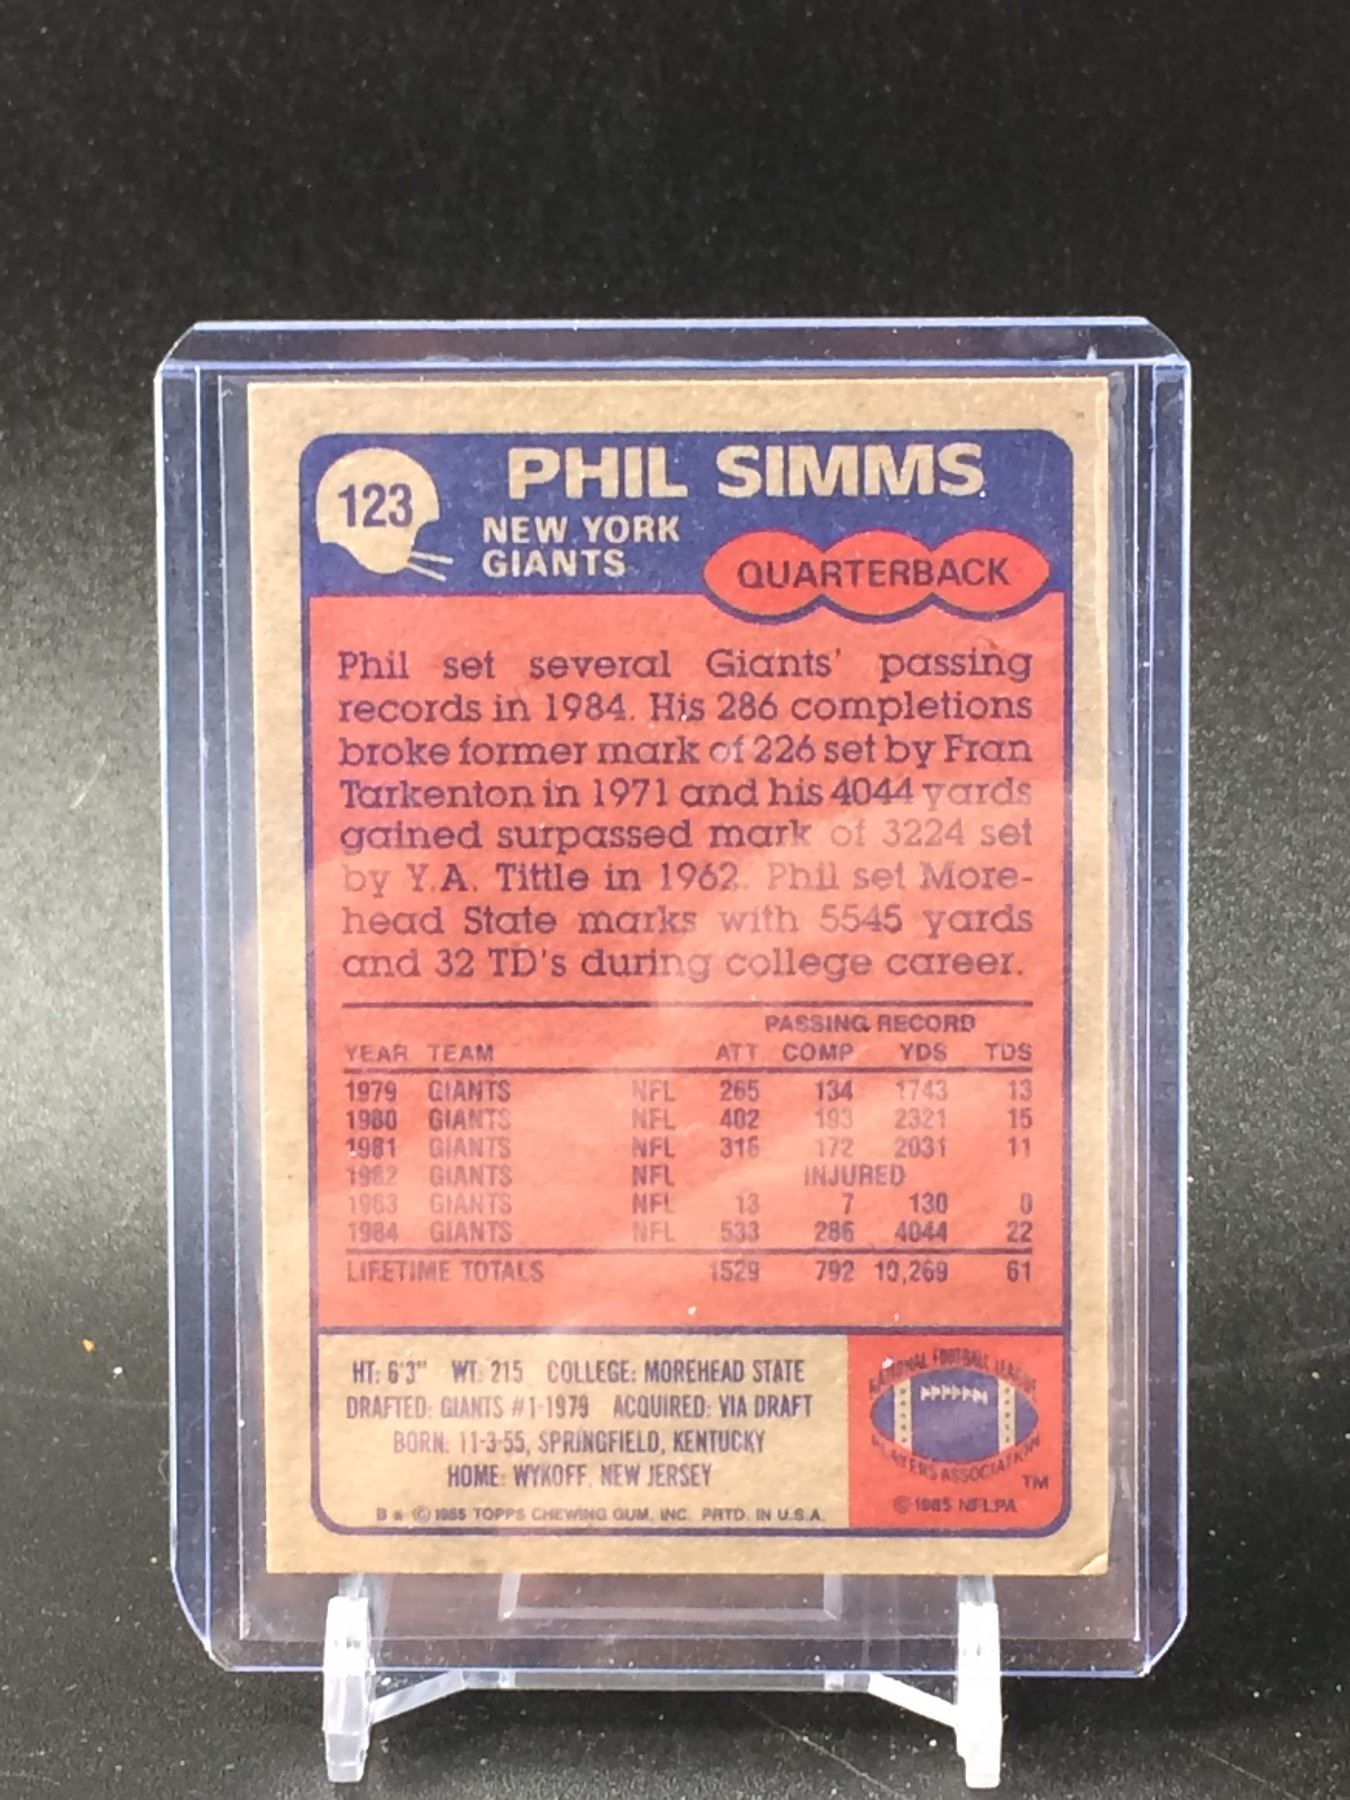 123
PHIL SIMMS
NEW YORK
GIANTS
QUARTERBACK
Phil set several Giants' passing
records in 1984. His 286 completions
broke former mark of 226 set by Fran
Tarkenton in 1971 and his 4044 yards
gained surpassed mark of 3224 set
by Y.A. Tittle in 1962. Phil set More-
head State marks with 5545 yards
and 32 TD's during college career.
PASSING RECORD
YEAR TEAM ATT COMP YDS TDS
1979 GIANTS NFL 265 134 1743 13
1980 GIANTS NFL 402 193 2321 15
1981 GIANTS NFL 316 172 2031 11
1982 GIANTS NFL INJURED
1983 GIANTS NFL 13 7 130 0
1984 GIANTS NFL 533 286 4044 22
LIFETIME TOTALS 1529 792 10,269 61
HT: 6'3" WT: 215 COLLEGE: MOREHEAD STATE
DRAFTED: GIANTS #1-1979 ACQUIRED: VIA DRAFT
BORN: 11-3-55, SPRINGFIELD, KENTUCKY
HOME: WYKOFF, NEW JERSEY
B * © 1985 TOPPS CHEWING GUM, INC. PRTD. IN U.S.A.
NATIONAL FOOTBALL LEAGUE
PLAYERS ASSOCIATION
TM
© 1985 NFLPA